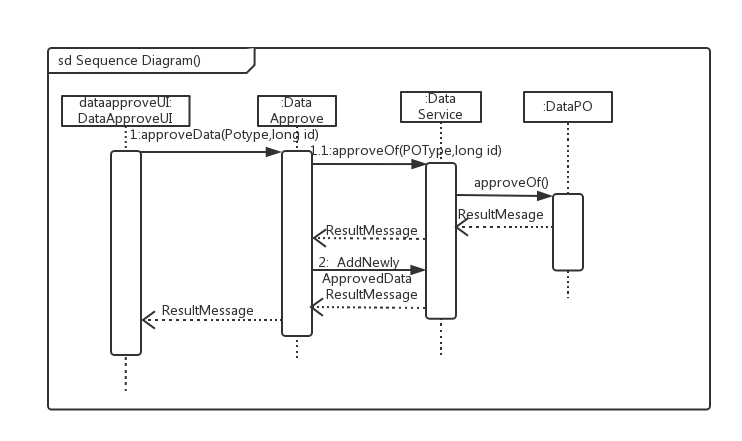 sd Sequence Diagram()
dataapproveUI:
DataApproveUI
:Data
Approve
:Data
Service
:DataPO
1:approveData(Potype,long id)
1.1:approveOf(POType,long id)
approveOf()
ResultMesage
ResultMessage
2: AddNewly
ApprovedData
ResultMessage
ResultMessage